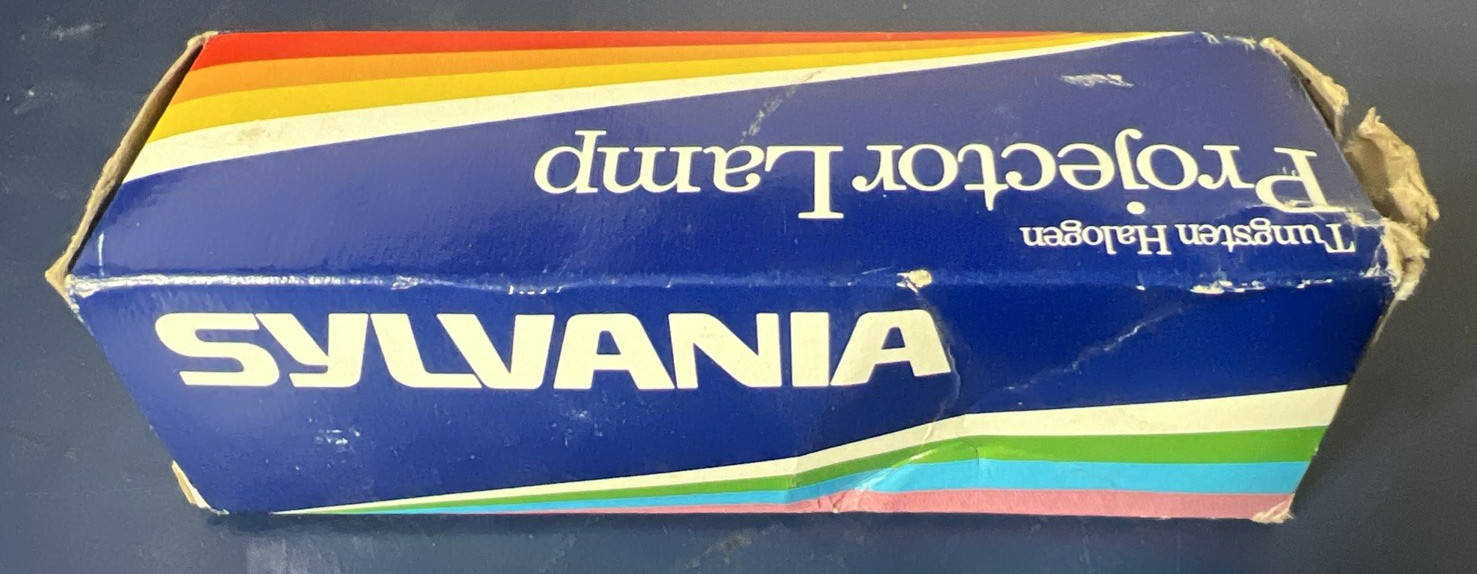 Tungsten Halogen
Projector Lamp
SYLVANIA